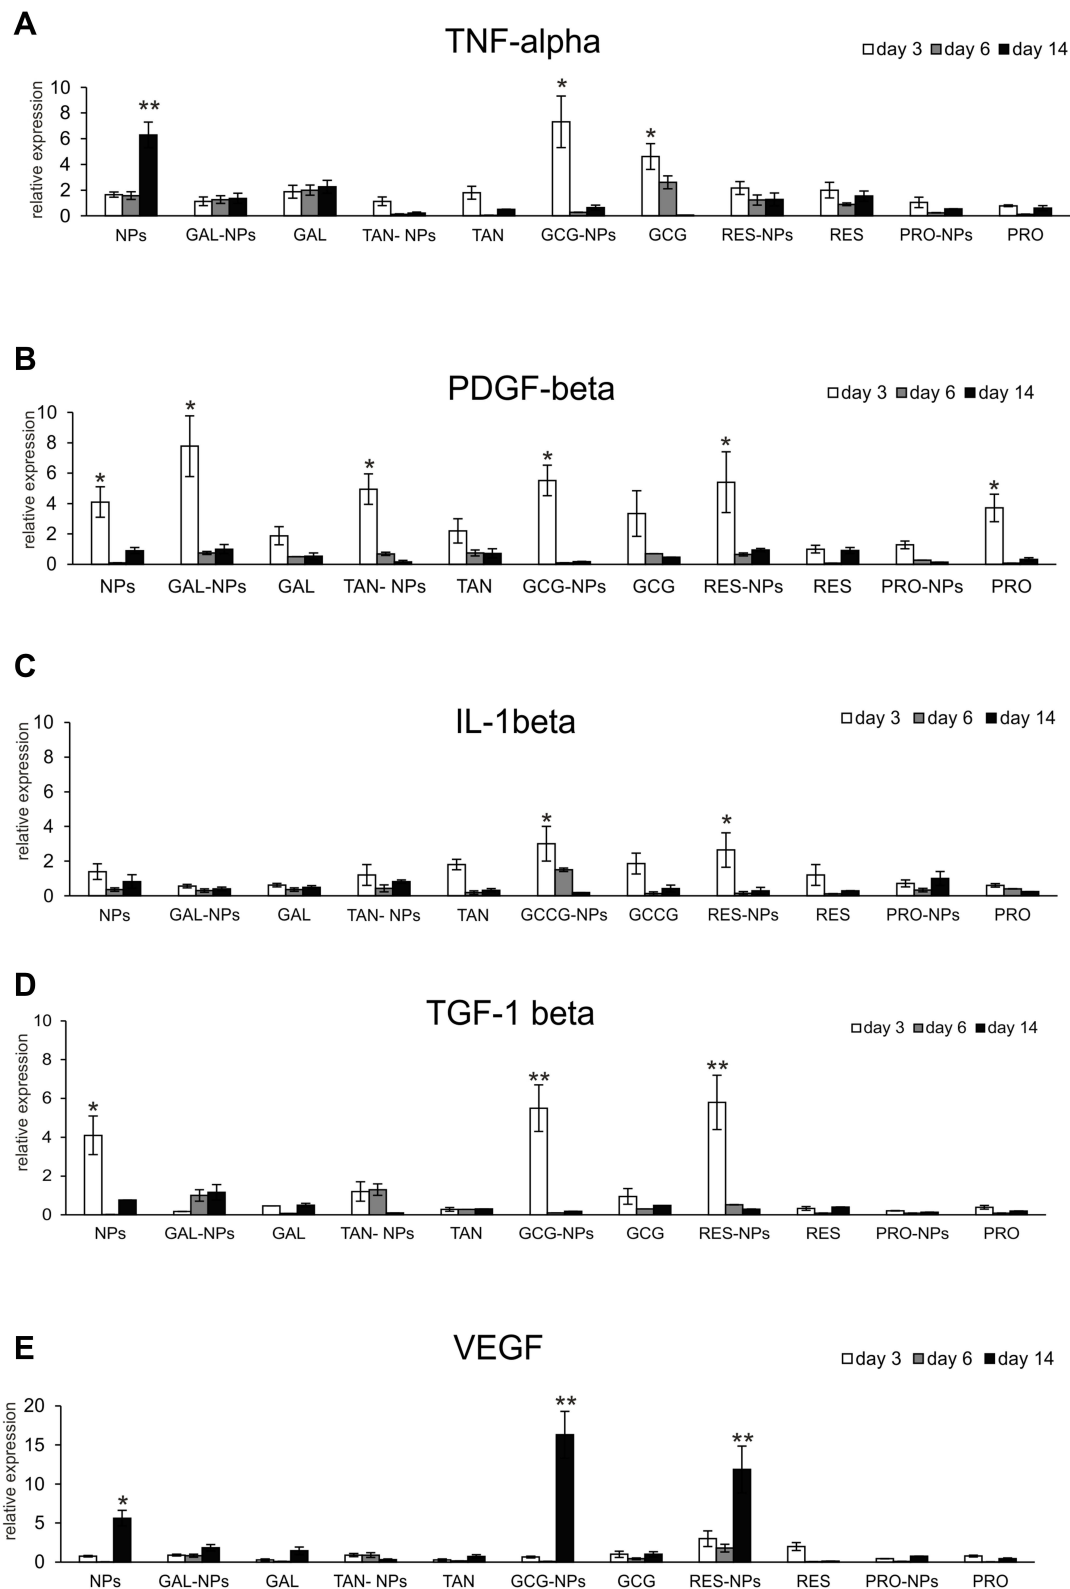 A
TNF-alpha
day 3 day 6 day 14
relative expression
10
8
6
4
2
0
**
*
*
NPs GAL-NPs GAL TAN- NPs TAN GCG-NPs GCG RES-NPs RES PRO-NPs PRO
B
PDGF-beta
day 3 day 6 day 14
relative expression
10
8
6
4
2
0
* * * * * *
NPs GAL-NPs GAL TAN- NPs TAN GCG-NPs GCG RES-NPs RES PRO-NPs PRO
C
IL-1beta
day 3 day 6 day 14
relative expression
10
8
6
4
2
0
* *
NPs GAL-NPs GAL TAN- NPs TAN GCCG-NPs GCCG RES-NPs RES PRO-NPs PRO
D
TGF-1 beta
day 3 day 6 day 14
relative expression
10
8
6
4
2
0
* ** **
NPs GAL-NPs GAL TAN- NPs TAN GCG-NPs GCG RES-NPs RES PRO-NPs PRO
E
VEGF
day 3 day 6 day 14
relative expression
20
15
10
5
0
* ** **
NPs GAL-NPs GAL TAN- NPs TAN GCG-NPs GCG RES-NPs RES PRO-NPs PRO